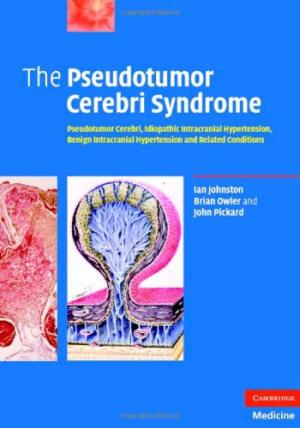 The Pseudotumor
Cerebri Syndrome
Pseudotumor Cerebri, Idiopathic Intracranial Hypertension,
Benign Intracranial Hypertension and Related Conditions
Ian Johnston
Brian Owler and
John Pickard
CAMBRIDGE
Medicine